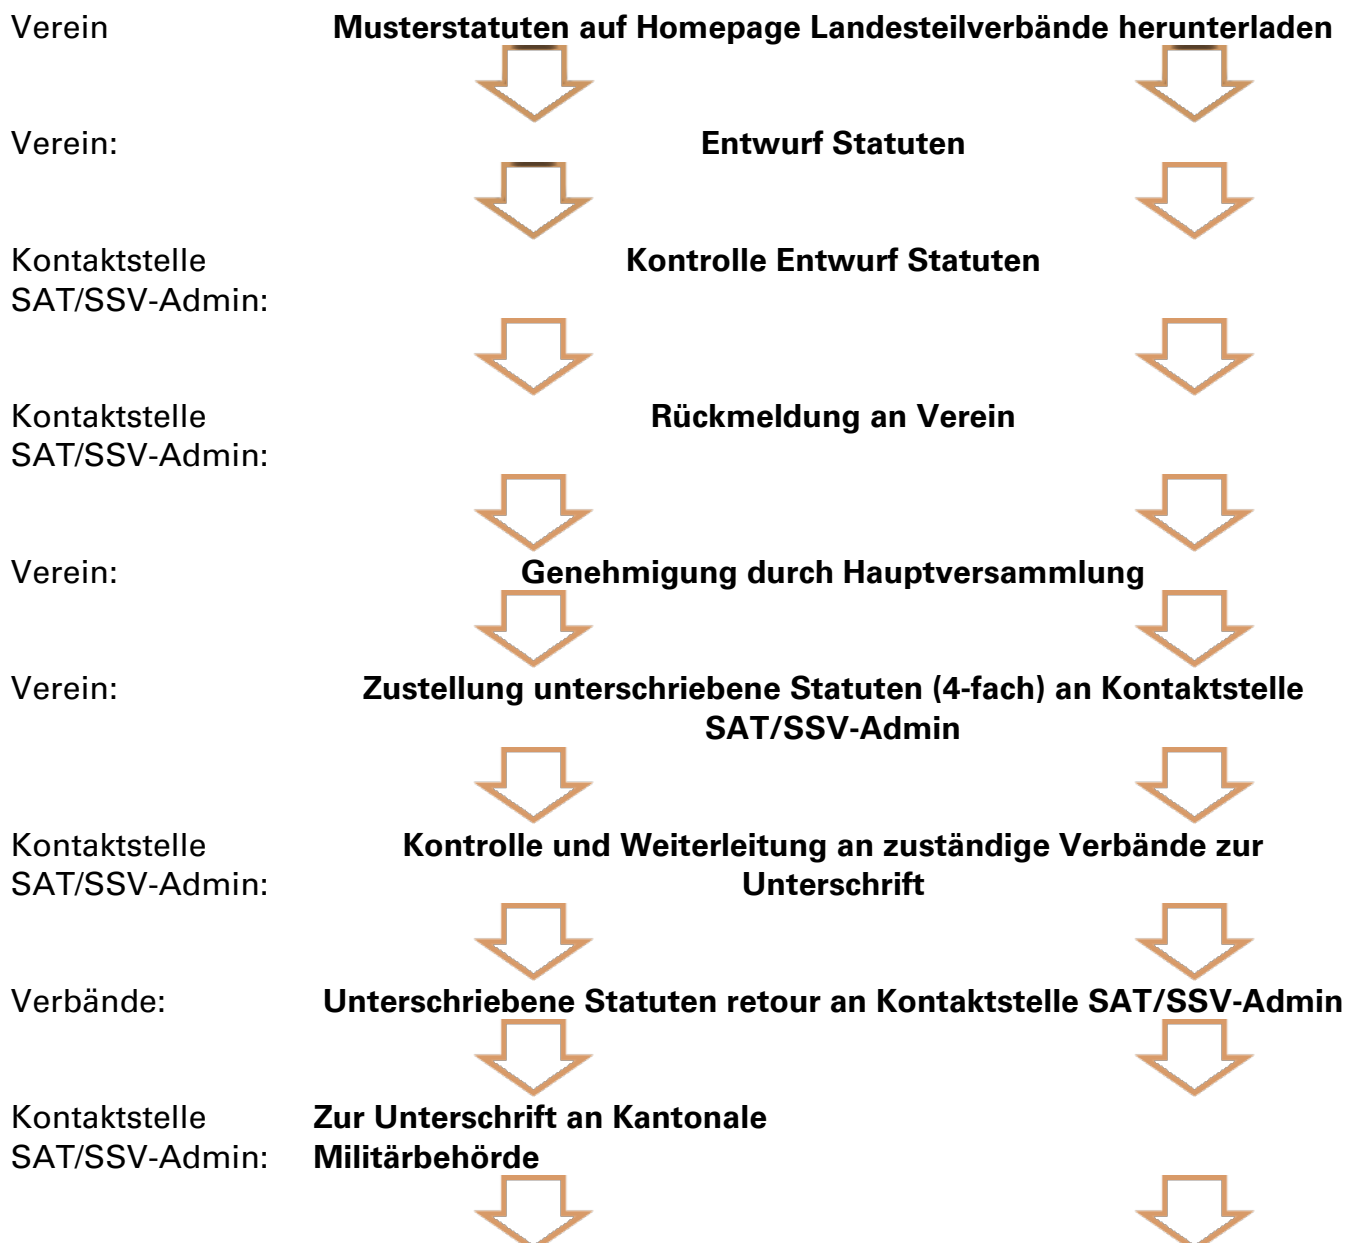 Verein Musterstatuten auf Homepage Landesteilverbände herunterladen
Verein: Entwurf Statuten
Kontaktstelle Kontrolle Entwurf Statuten
SAT/SSV-Admin:
Kontaktstelle Rückmeldung an Verein
SAT/SSV-Admin:
Verein: Genehmigung durch Hauptversammlung
Verein: Zustellung unterschriebene Statuten (4-fach) an Kontaktstelle
SAT/SSV-Admin
Kontaktstelle Kontrolle und Weiterleitung an zuständige Verbände zur
SAT/SSV-Admin: Unterschrift
Verbände: Unterschriebene Statuten retour an Kontaktstelle SAT/SSV-Admin
Kontaktstelle Zur Unterschrift an Kantonale
SAT/SSV-Admin: Militärbehörde